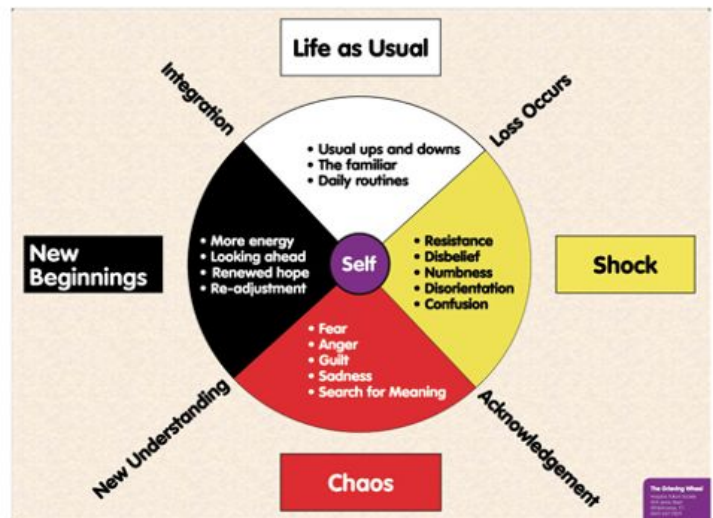 Life as Usual
Integration
Loss Occurs
• Usual ups and downs
• The familiar
• Daily routines
New
Beginnings
• More energy
• Looking ahead
• Renewed hope
• Re-adjustment
Self
• Resistance
• Disbelief
• Numbness
• Disorientation
• Confusion
Shock
• Fear
• Anger
• Guilt
• Sadness
• Search for Meaning
New Understanding
Acknowledgement
Chaos
The Grieving Wheel